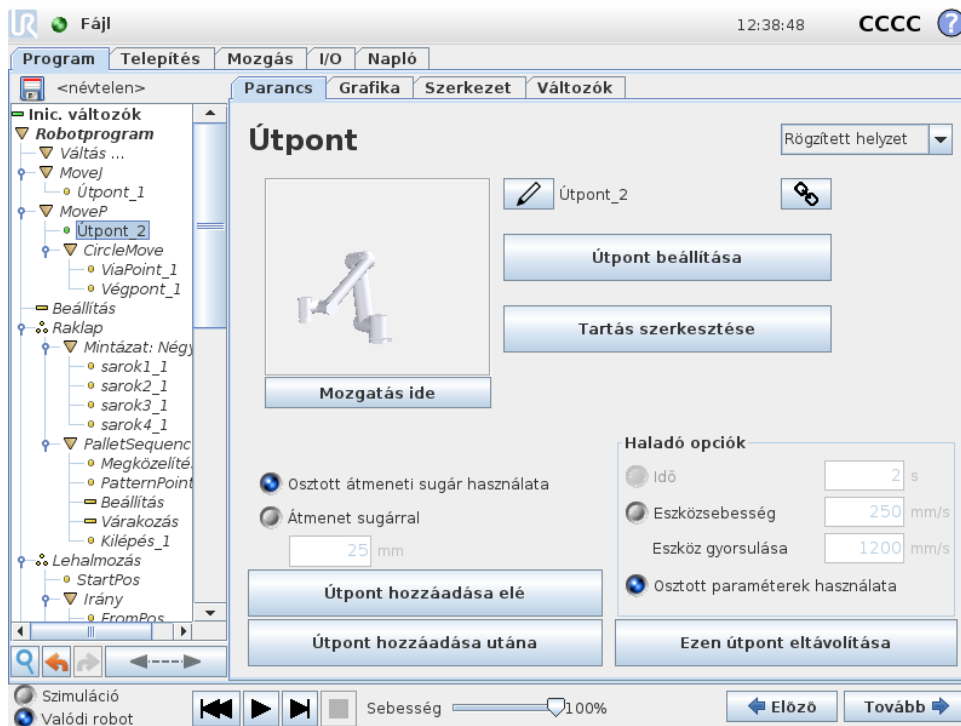 UR Fájl 12:38:48 CCCC ?
Program Telepítés Mozgás I/O Napló
<névtelen>
Parancs Grafika Szerkezet Változók
Inic. változók
Robotprogram
Váltás ...
MoveJ
Útpont_1
MoveP
Útpont_2
CircleMove
ViaPoint_1
Végpont_1
Beállítás
Raklap
Mintázat: Négy
sarok1_1
sarok2_1
sarok3_1
sarok4_1
PalletSequenc
Megközelíté
PatternPoint
Beállítás
Várakozás
Kilépés_1
Lehalmozás
StartPos
Irány
FromPos
Útpont
Rögzített helyzet
Útpont_2
Útpont beállítása
Tartás szerkesztése
Mozgatás ide
Osztott átmeneti sugár használata
Átmenet sugárral
25 mm
Haladó opciók
Idő 2 s
Eszközsebesség 250 mm/s
Eszköz gyorsulása 1200 mm/s
Osztott paraméterek használata
Útpont hozzáadása elé
Útpont hozzáadása utána
Ezen útpont eltávolítása
Szimuláció
Valódi robot
Sebesség 100%
Előző
Tovább